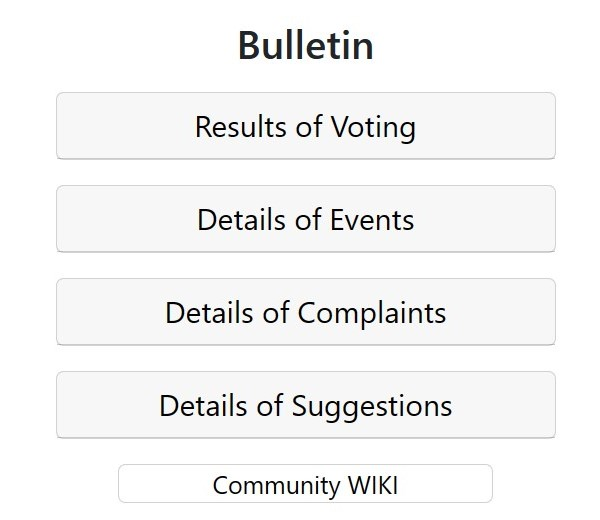 Bulletin
Results of Voting
Details of Events
Details of Complaints
Details of Suggestions
Community WIKI